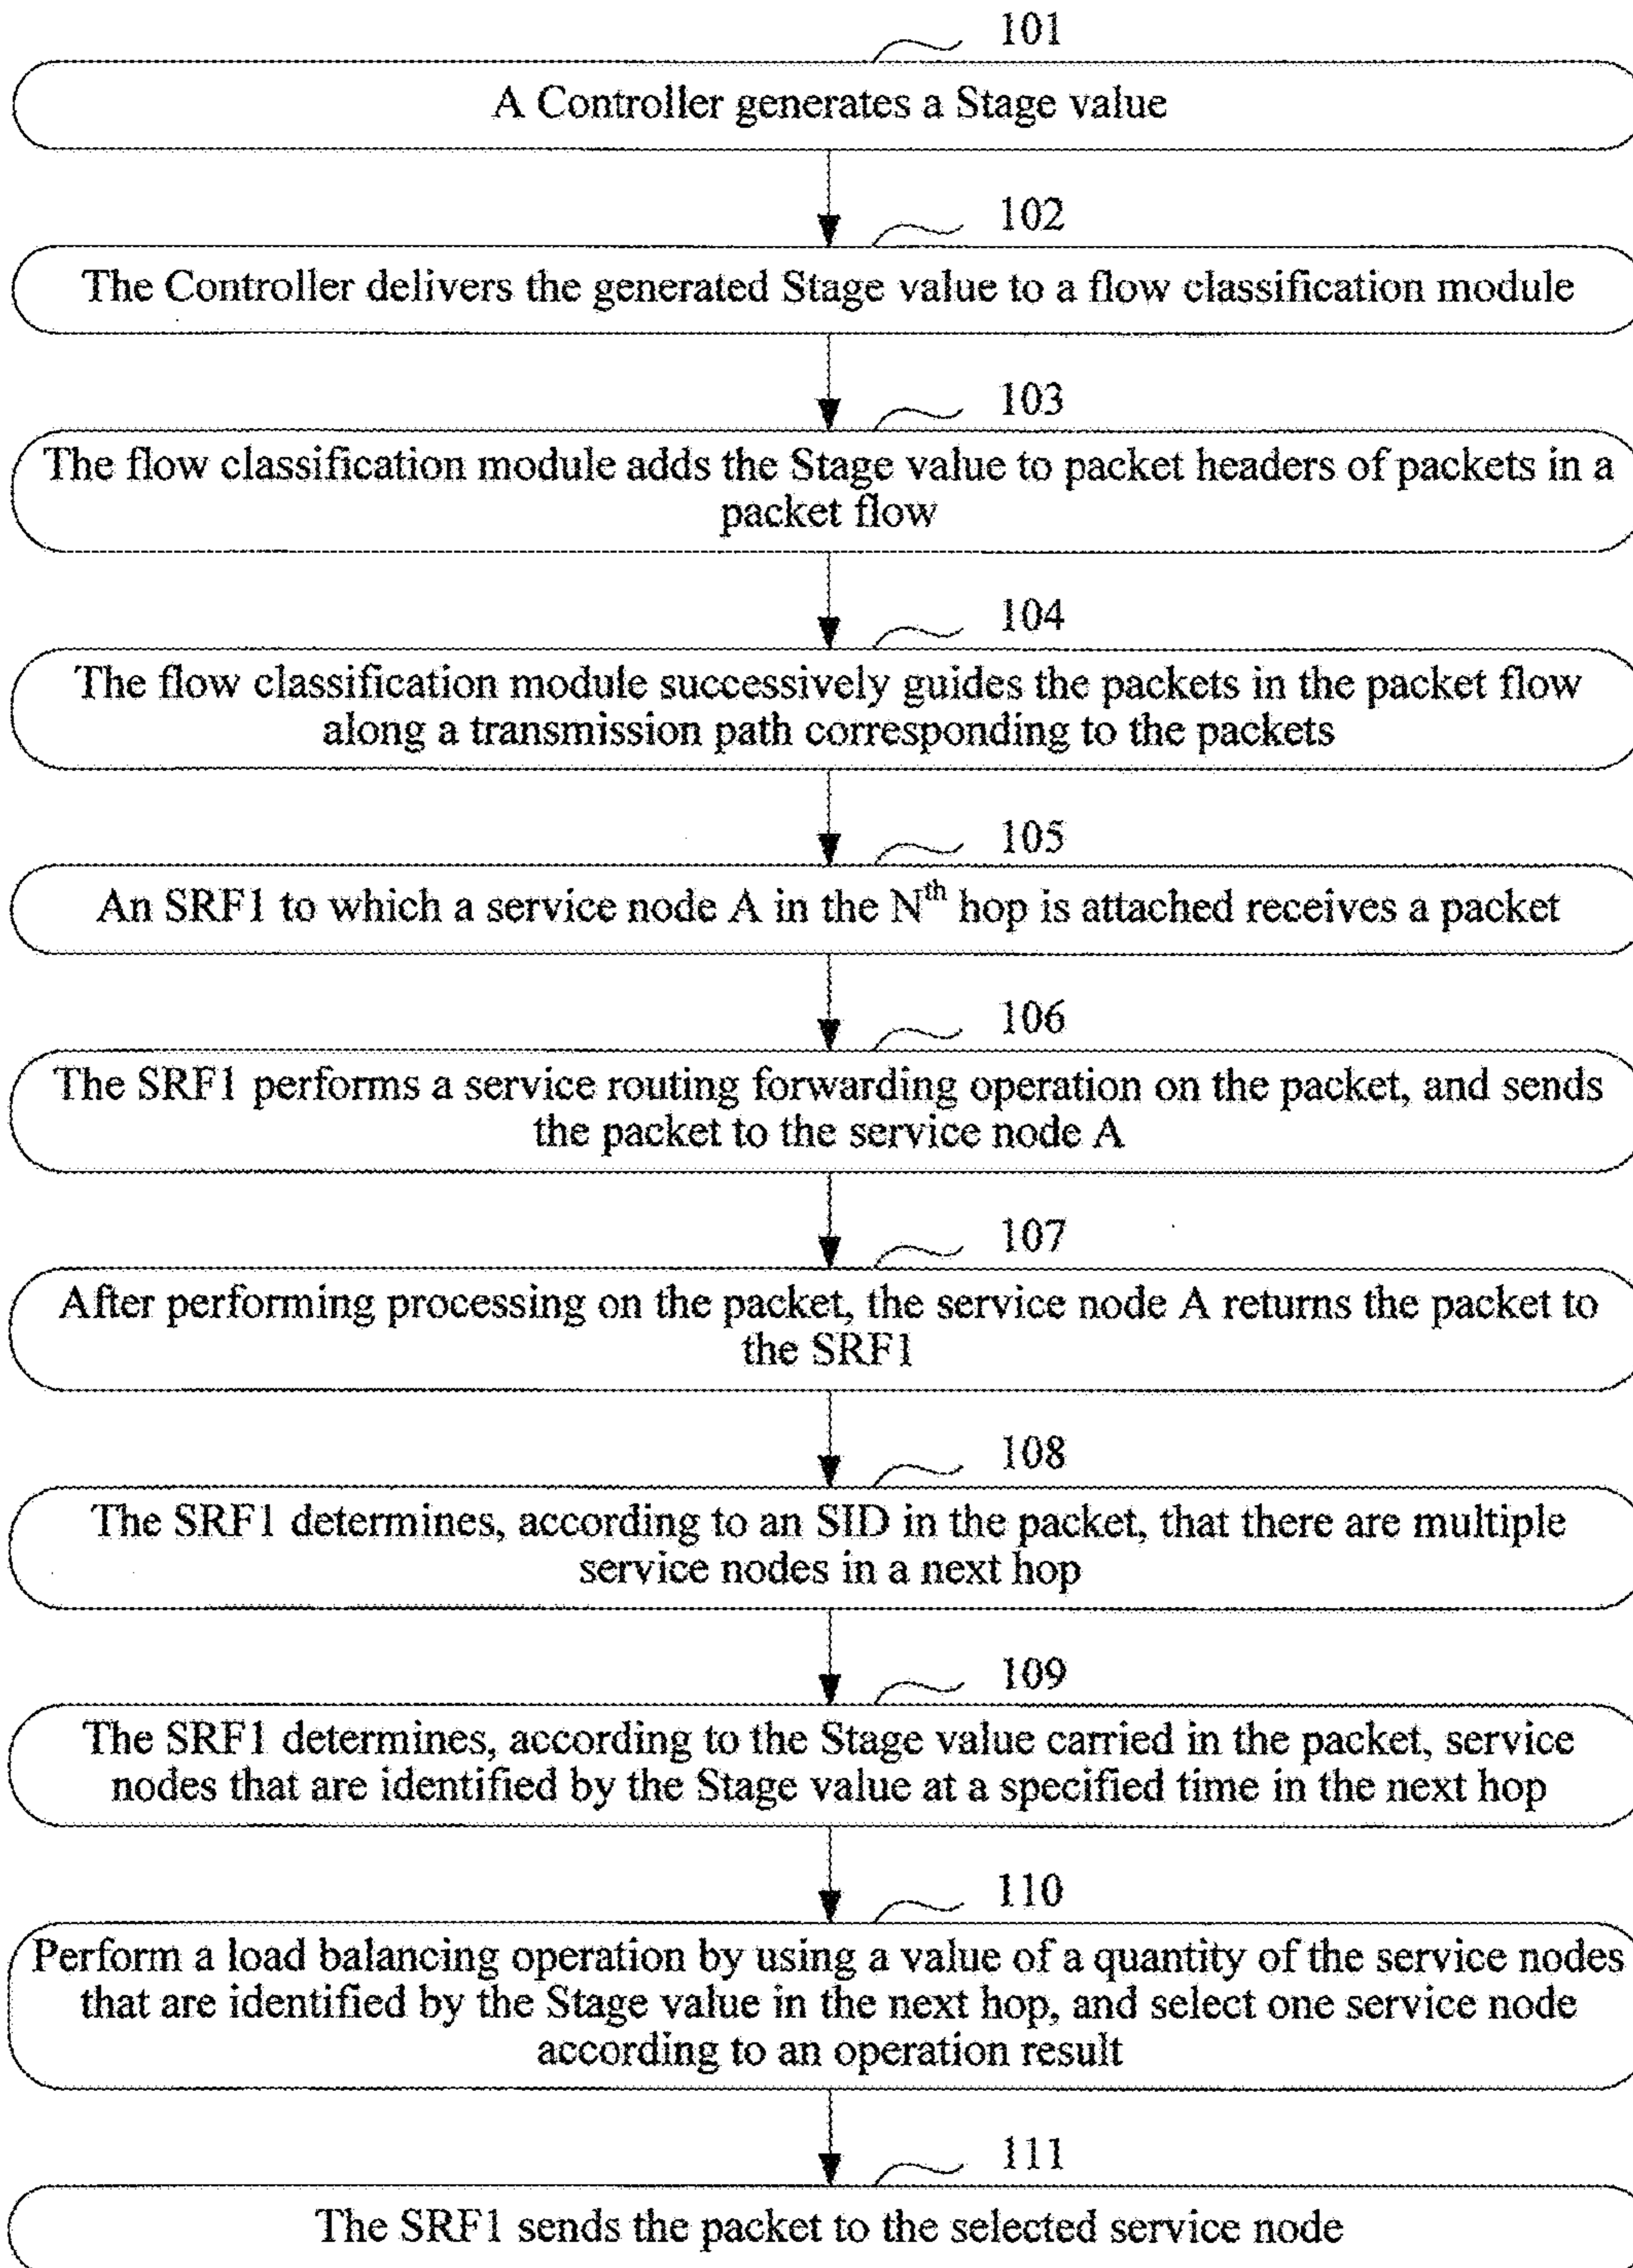 101
A Controller generates a Stage value
102
The Controller delivers the generated Stage value to a flow classification module
103
The flow classification module adds the Stage value to packet headers of packets in a
packet flow
104
The flow classification module successively guides the packets in the packet flow
along a transmission path corresponding to the packets
105
An SRF1 to which a service node A in the Nth hop is attached receives a packet
106
The SRF1 performs a service routing forwarding operation on the packet, and sends
the packet to the service node A
107
After performing processing on the packet, the service node A returns the packet to
the SRF1
108
The SRF1 determines, according to an SID in the packet, that there are multiple
service nodes in a next hop
109
The SRF1 determines, according to the Stage value carried in the packet, service
nodes that are identified by the Stage value at a specified time in the next hop
110
Perform a load balancing operation by using a value of a quantity of the service nodes
that are identified by the Stage value in the next hop, and select one service node
according to an operation result
111
The SRF1 sends the packet to the selected service node